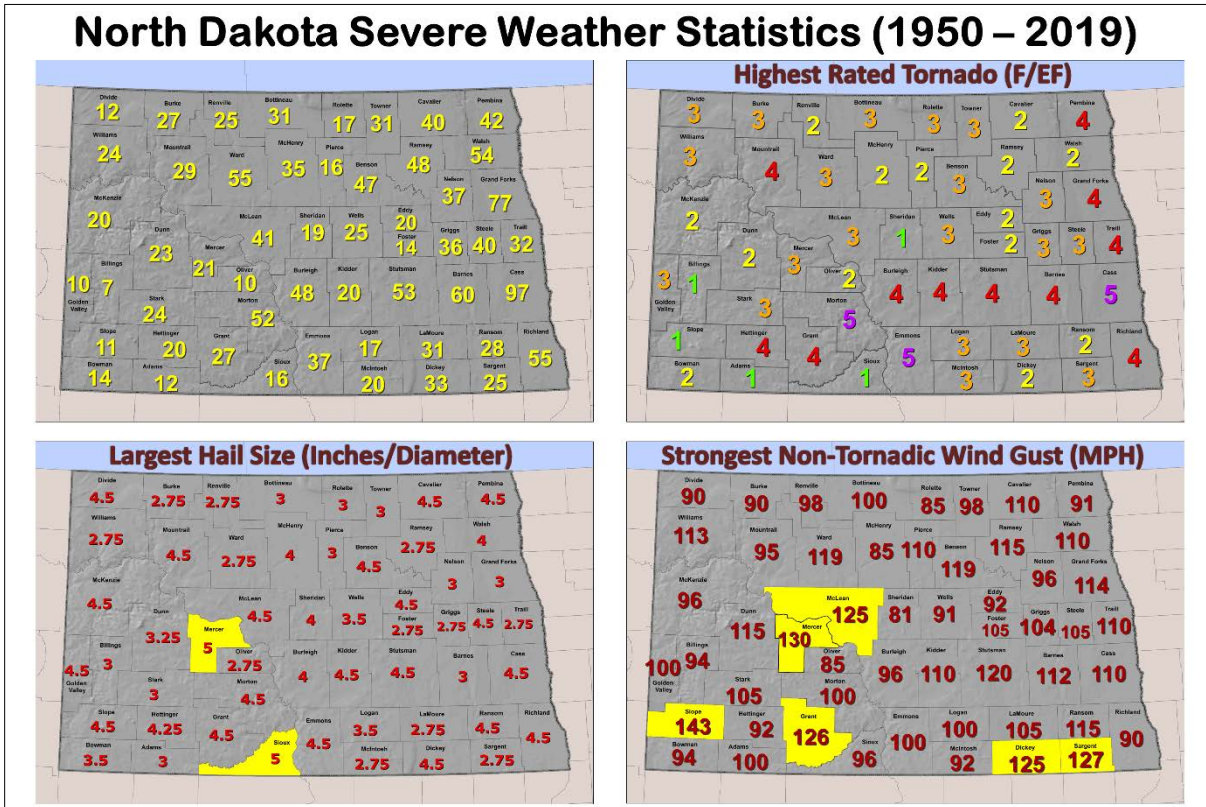 North Dakota Severe Weather Statistics (1950 – 2019)
Divide Burke Renville Bottineau Rolette Towner Cavalier Pembina
12 27 25 31 17 31 40 42
Williams Mountrail Ward McHenry Pierce Benson Ramsey Walsh
24 29 55 35 16 47 48 54
Nelson Grand Forks
37 77
McKenzie Dunn Mercer McLean Sheridan Wells Eddy Foster Griggs Steele Traill
20 23 21 41 19 25 20 14 36 40 32
Golden Valley Billings Stark Oliver Morton Burleigh Kidder Stutsman Barnes Cass
10 7 24 10 52 48 20 53 60 97
Slope Hettinger Grant Sioux Emmons Logan LaMoure Ransom Richland
11 20 27 16 37 17 31 28 55
Bowman Adams McIntosh Dickey Sargent
14 12 20 33 25
Highest Rated Tornado (F/EF)
Divide Burke Renville Bottineau Rolette Towner Cavalier Pembina
3 3 2 3 3 3 2 4
Williams Mountrail Ward McHenry Pierce Benson Ramsey Walsh
3 4 3 2 2 3 2 2
Nelson Grand Forks
3 4
McKenzie Dunn Mercer McLean Sheridan Wells Eddy Foster Griggs Steele Traill
2 2 3 3 1 3 2 2 3 3 4
Golden Valley Billings Stark Oliver Morton Burleigh Kidder Stutsman Barnes Cass
3 1 3 2 5 4 4 4 4 5
Slope Hettinger Grant Sioux Emmons Logan LaMoure Ransom Richland
1 4 4 1 5 3 3 2 4
Bowman Adams McIntosh Dickey Sargent
2 1 3 2 3
Largest Hail Size (Inches/Diameter)
Divide Burke Renville Bottineau Rolette Towner Cavalier Pembina
4.5 2.75 2.75 3 3 3 4.5 4.5
Williams Mountrail Ward McHenry Pierce Benson Ramsey Walsh
2.75 4.5 2.75 4 3 4.5 2.75 4
Nelson Grand Forks
3 3
McKenzie Dunn Mercer McLean Sheridan Wells Eddy Foster Griggs Steele Traill
4.5 3.25 5 4.5 4 3.5 4.5 2.75 2.75 4.5 2.75
Golden Valley Billings Stark Oliver Morton Burleigh Kidder Stutsman Barnes Cass
4.5 3 3 2.75 4.5 4 4.5 4.5 3 4.5
Slope Hettinger Grant Sioux Emmons Logan LaMoure Ransom Richland
4.5 4.25 4.5 5 4.5 3.5 2.75 4.5 4.5
Bowman Adams McIntosh Dickey Sargent
3.5 3 2.75 4.5 2.75
Strongest Non-Tornadic Wind Gust (MPH)
Divide Burke Renville Bottineau Rolette Towner Cavalier Pembina
90 90 98 100 85 98 110 91
Williams Mountrail Ward McHenry Pierce Benson Ramsey Walsh
113 95 119 85 110 119 115 110
Nelson Grand Forks
96 114
McKenzie Dunn Mercer McLean Sheridan Wells Eddy Foster Griggs Steele Traill
96 115 130 125 81 91 92 105 104 105 110
Golden Valley Billings Stark Oliver Morton Burleigh Kidder Stutsman Barnes Cass
100 94 105 85 100 96 110 120 112 110
Slope Hettinger Grant Sioux Emmons Logan LaMoure Ransom Richland
143 92 126 96 100 100 105 115 90
Bowman Adams McIntosh Dickey Sargent
94 100 92 125 127